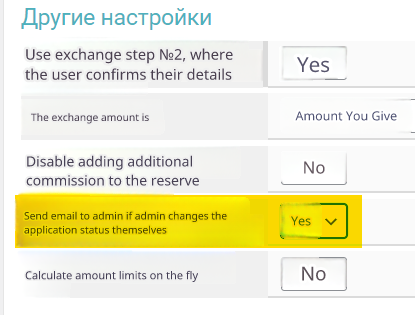 Другие настройки
Use exchange step №2, where
the user confirms their details
Yes
The exchange amount is
Amount You Give
Disable adding additional
commission to the reserve
No
Send email to admin if admin changes the
application status themselves
Yes
Calculate amount limits on the fly
No